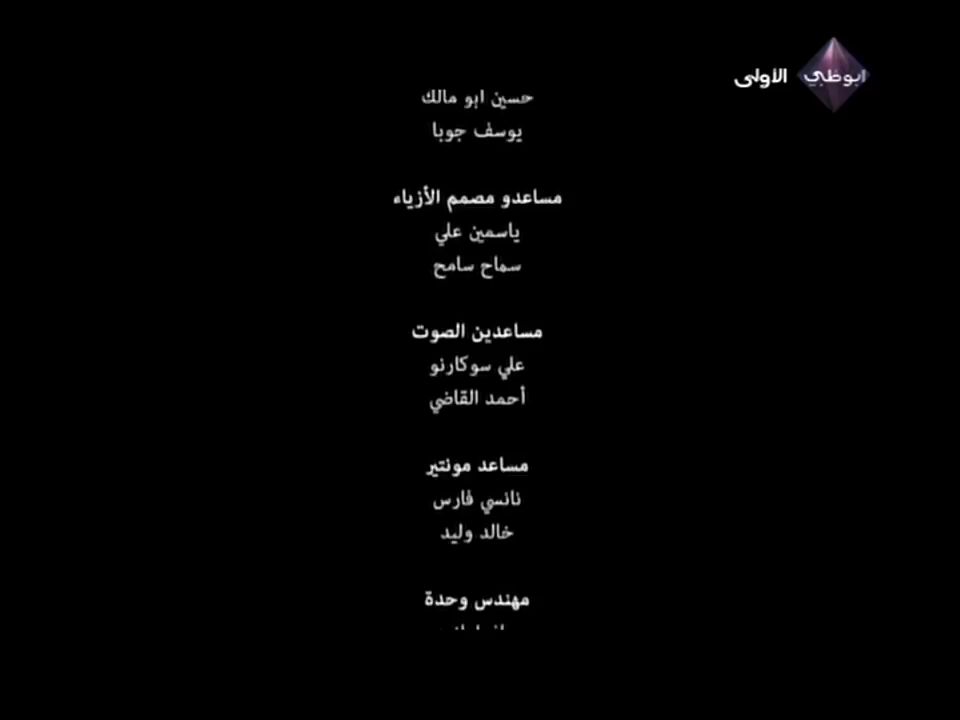 ابوظبي الأولى
حسين ابو مالك
يوسف جوبا
مساعدو مصمم الأزياء
ياسمين علي
سماح سامح
مساعدين الصوت
علي سوكارنو
أحمد القاضي
مساعد مونتير
نانسي فارس
خالد وليد
مهندس وحدة